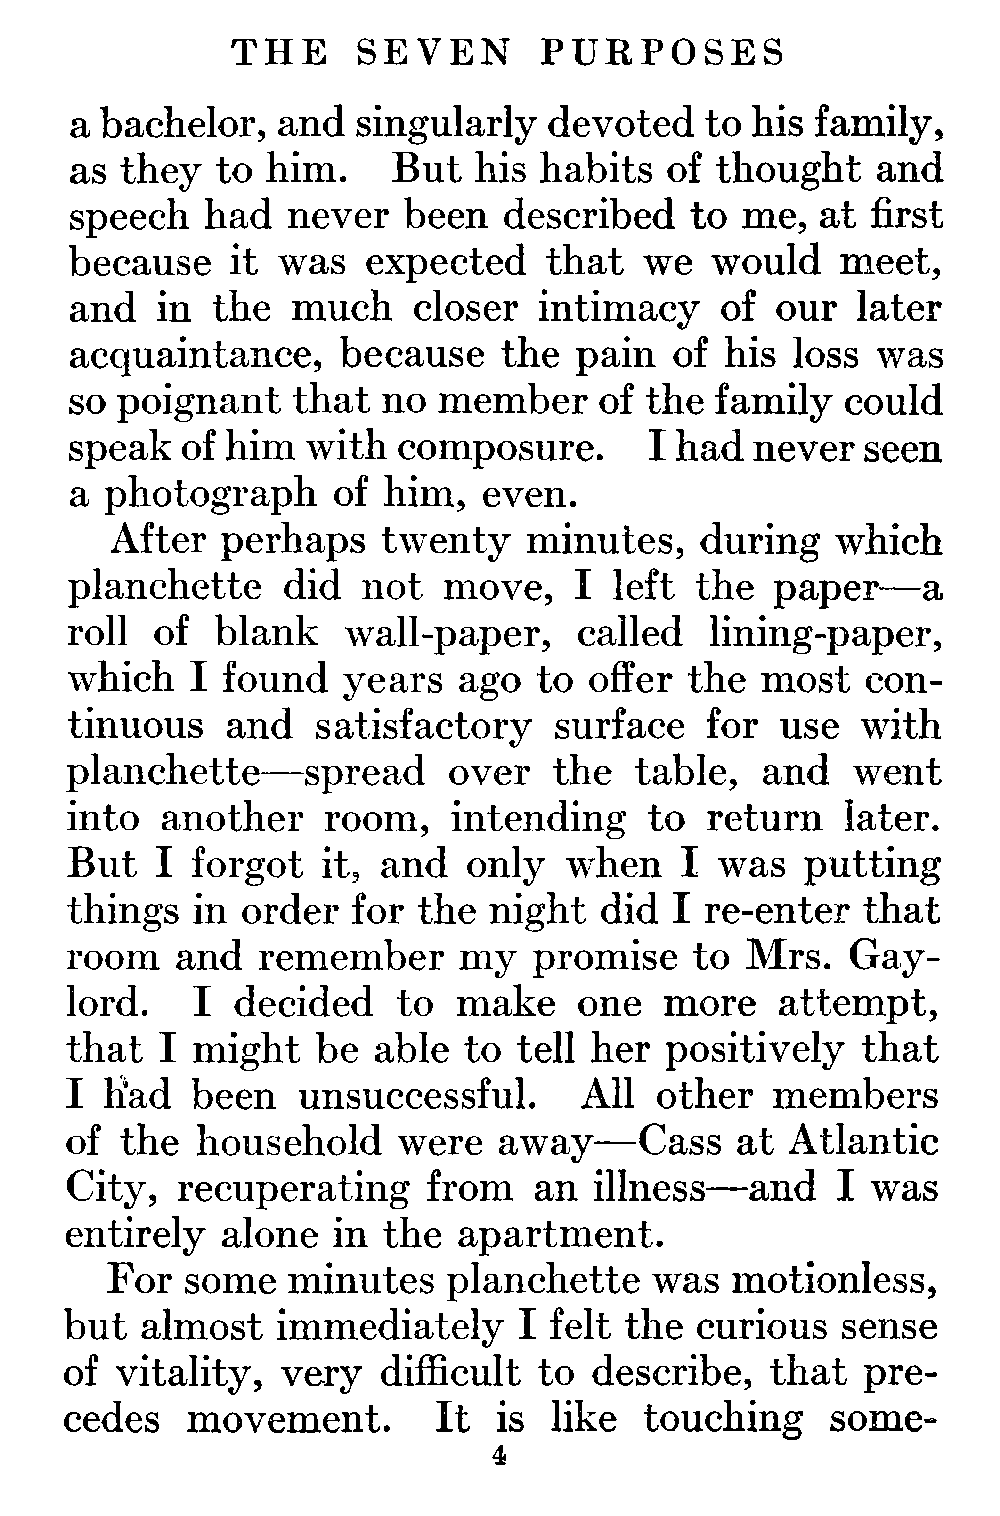 THE SEVEN PURPOSES
a bachelor, and singularly devoted to his family,
as they to him. But his habits of thought and
speech had never been described to me, at first
because it was expected that we would meet,
and in the much closer intimacy of our later
acquaintance, because the pain of his loss was
so poignant that no member of the family could
speak of him with composure. I had never seen
a photograph of him, even.
After perhaps twenty minutes, during which
planchette did not move, I left the paper—a
roll of blank wall-paper, called lining-paper,
which I found years ago to offer the most con-
tinuous and satisfactory surface for use with
planchette—spread over the table, and went
into another room, intending to return later.
But I forgot it, and only when I was putting
things in order for the night did I re-enter that
room and remember my promise to Mrs. Gay-
lord. I decided to make one more attempt,
that I might be able to tell her positively that
I had been unsuccessful. All other members
of the household were away—Cass at Atlantic
City, recuperating from an illness—and I was
entirely alone in the apartment.
For some minutes planchette was motionless,
but almost immediately I felt the curious sense
of vitality, very difficult to describe, that pre-
cedes movement. It is like touching some-
4